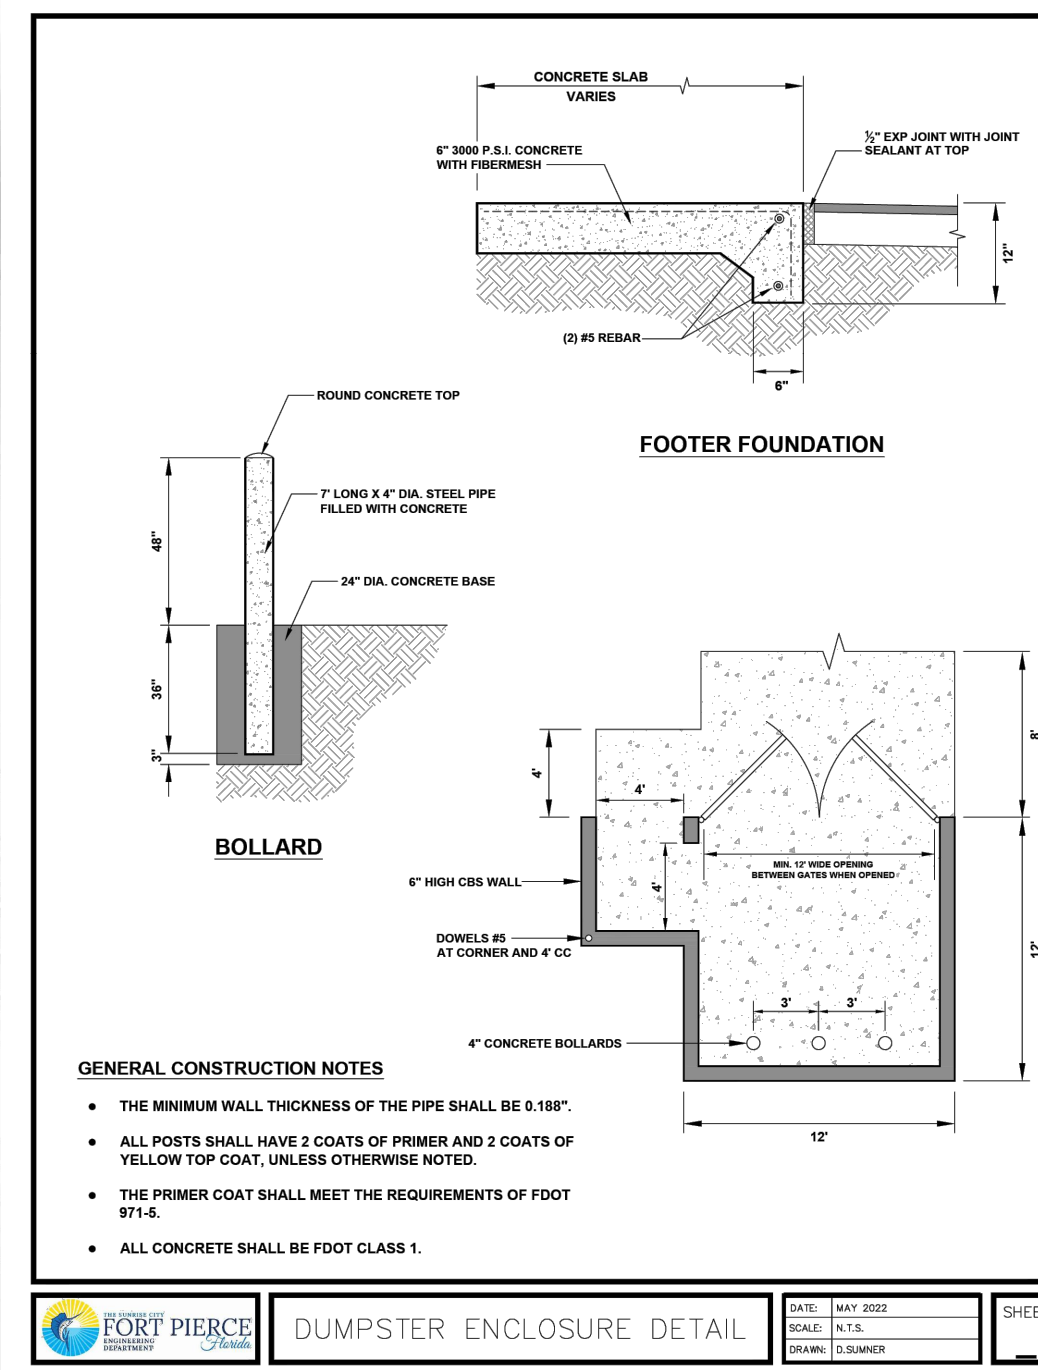 CONCRETE SLAB
VARIES
½" EXP JOINT WITH JOINT
SEALANT AT TOP
6" 3000 P.S.I. CONCRETE
WITH FIBERMESH
12"
(2) #5 REBAR
6"
FOOTER FOUNDATION
ROUND CONCRETE TOP
7' LONG X 4" DIA. STEEL PIPE
FILLED WITH CONCRETE
48"
24" DIA. CONCRETE BASE
36"
3"
BOLLARD
8'
4'
4'
MIN. 12' WIDE OPENING
BETWEEN GATES WHEN OPENED
6" HIGH CBS WALL
4'
DOWELS #5
AT CORNER AND 4' CC
12'
3' 3'
4" CONCRETE BOLLARDS
12'
GENERAL CONSTRUCTION NOTES
● THE MINIMUM WALL THICKNESS OF THE PIPE SHALL BE 0.188".
● ALL POSTS SHALL HAVE 2 COATS OF PRIMER AND 2 COATS OF
YELLOW TOP COAT, UNLESS OTHERWISE NOTED.
● THE PRIMER COAT SHALL MEET THE REQUIREMENTS OF FDOT
971-5.
● ALL CONCRETE SHALL BE FDOT CLASS 1.
THE SUNRISE CITY
FORT PIERCE
ENGINEERING
DEPARTMENT
Florida
DUMPSTER ENCLOSURE DETAIL
DATE: MAY 2022
SCALE: N.T.S.
DRAWN: D.SUMNER
SHEE